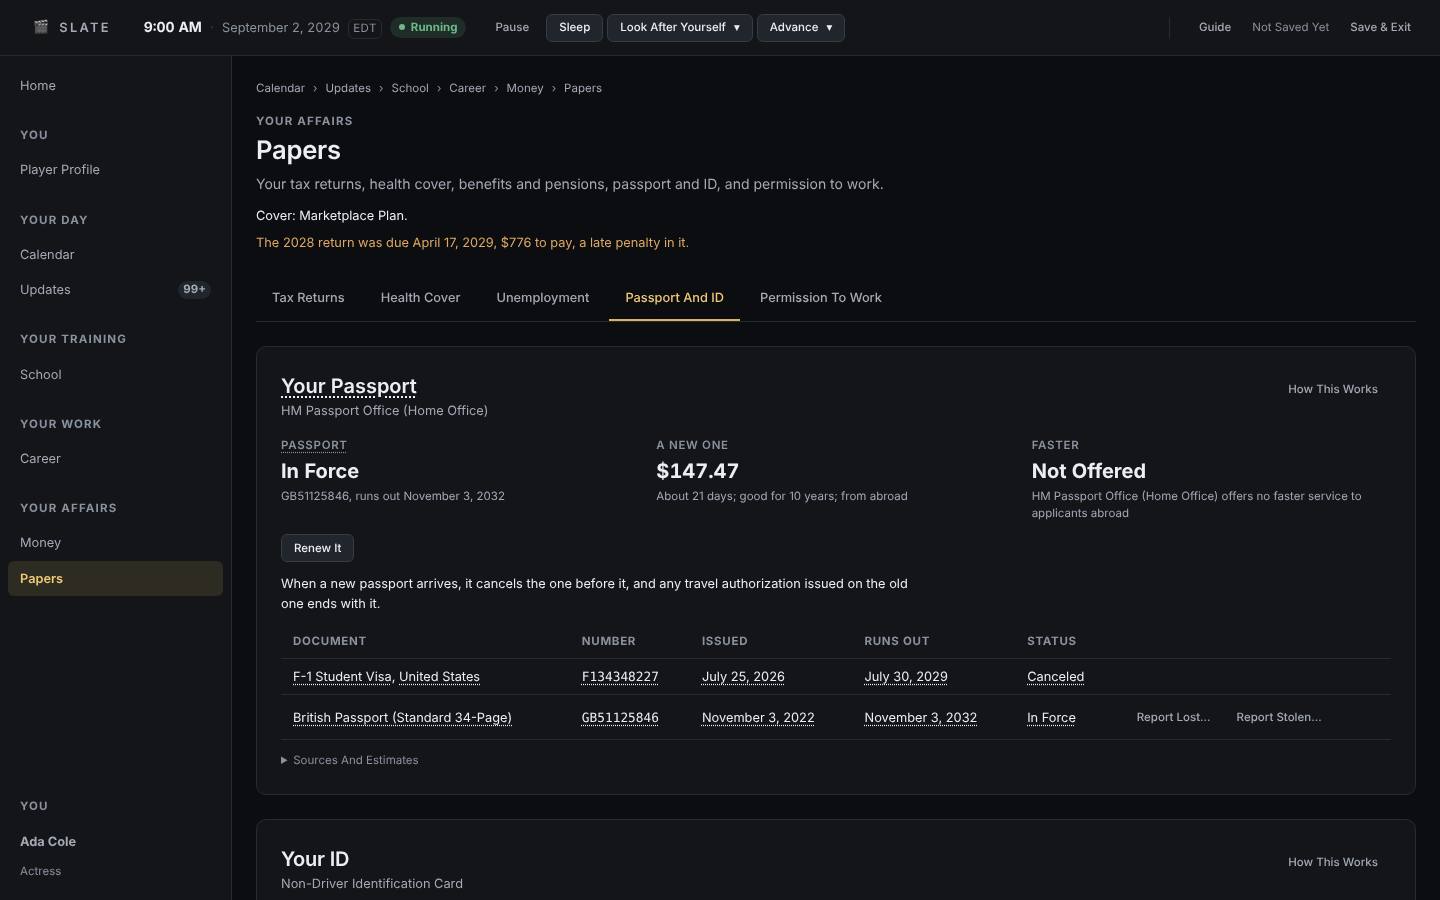 SLATE
9:00 AM · September 2, 2029 EDT Running
Pause
Sleep
Look After Yourself ▾
Advance ▾
Guide
Not Saved Yet
Save & Exit
Home
YOU
Player Profile
YOUR DAY
Calendar
Updates 99+
YOUR TRAINING
School
YOUR WORK
Career
YOUR AFFAIRS
Money
Papers
YOU
Ada Cole
Actress
Calendar › Updates › School › Career › Money › Papers
YOUR AFFAIRS
Papers
Your tax returns, health cover, benefits and pensions, passport and ID, and permission to work.
Cover: Marketplace Plan.
The 2028 return was due April 17, 2029, $776 to pay, a late penalty in it.
Tax Returns
Health Cover
Unemployment
Passport And ID
Permission To Work
Your Passport
How This Works
HM Passport Office (Home Office)
PASSPORT
In Force
GB51125846, runs out November 3, 2032
A NEW ONE
$147.47
About 21 days; good for 10 years; from abroad
FASTER
Not Offered
HM Passport Office (Home Office) offers no faster service to
applicants abroad
Renew It
When a new passport arrives, it cancels the one before it, and any travel authorization issued on the old
one ends with it.
DOCUMENT NUMBER ISSUED RUNS OUT STATUS
F-1 Student Visa, United States F134348227 July 25, 2026 July 30, 2029 Canceled
British Passport (Standard 34-Page) GB51125846 November 3, 2022 November 3, 2032 In Force Report Lost... Report Stolen...
▶ Sources And Estimates
Your ID
How This Works
Non-Driver Identification Card